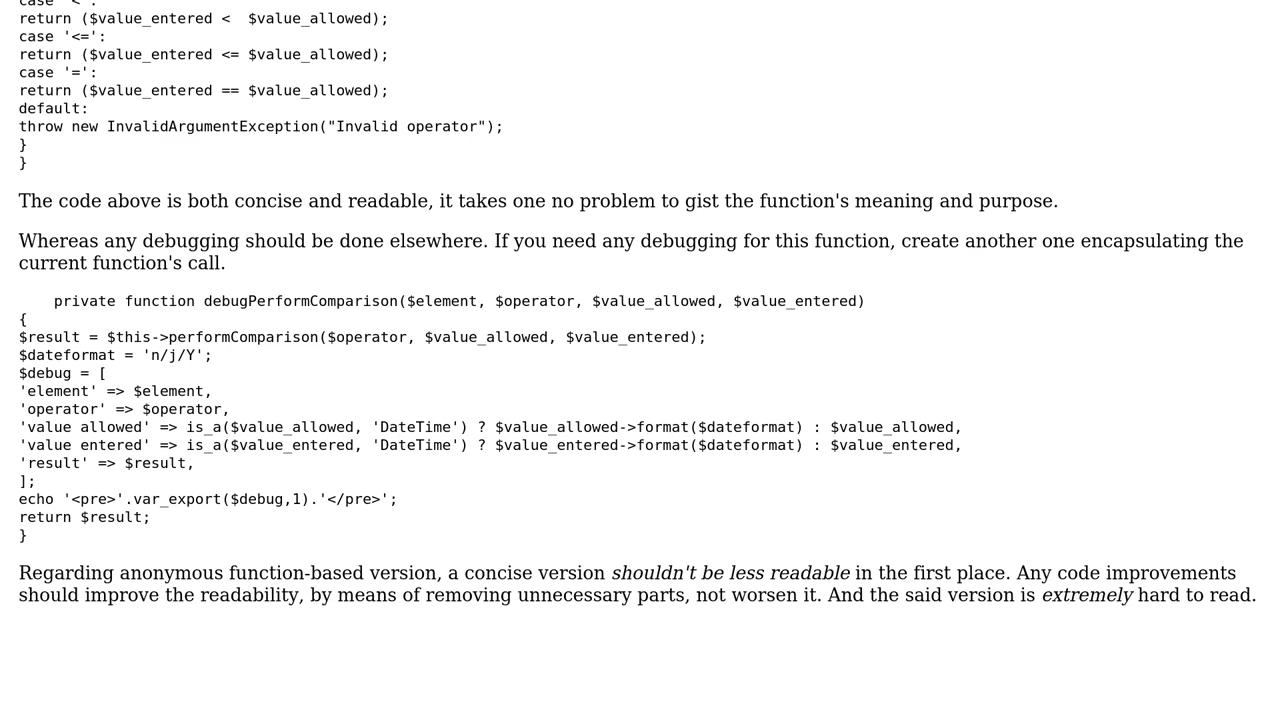 case '<':
return ($value_entered <  $value_allowed);
case '<=':
return ($value_entered <= $value_allowed);
case '=':
return ($value_entered == $value_allowed);
default:
throw new InvalidArgumentException("Invalid operator");
}
}
The code above is both concise and readable, it takes one no problem to gist the function's meaning and purpose.
Whereas any debugging should be done elsewhere. If you need any debugging for this function, create another one encapsulating the
current function's call.
    private function debugPerformComparison($element, $operator, $value_allowed, $value_entered)
{
$result = $this->performComparison($operator, $value_allowed, $value_entered);
$dateformat = 'n/j/Y';
$debug = [
'element' => $element,
'operator' => $operator,
'value allowed' => is_a($value_allowed, 'DateTime') ? $value_allowed->format($dateformat) : $value_allowed,
'value entered' => is_a($value_entered, 'DateTime') ? $value_entered->format($dateformat) : $value_entered,
'result' => $result,
];
echo '<pre>'.var_export($debug,1).'</pre>';
return $result;
}
Regarding anonymous function-based version, a concise version shouldn't be less readable in the first place. Any code improvements
should improve the readability, by means of removing unnecessary parts, not worsen it. And the said version is extremely hard to read.